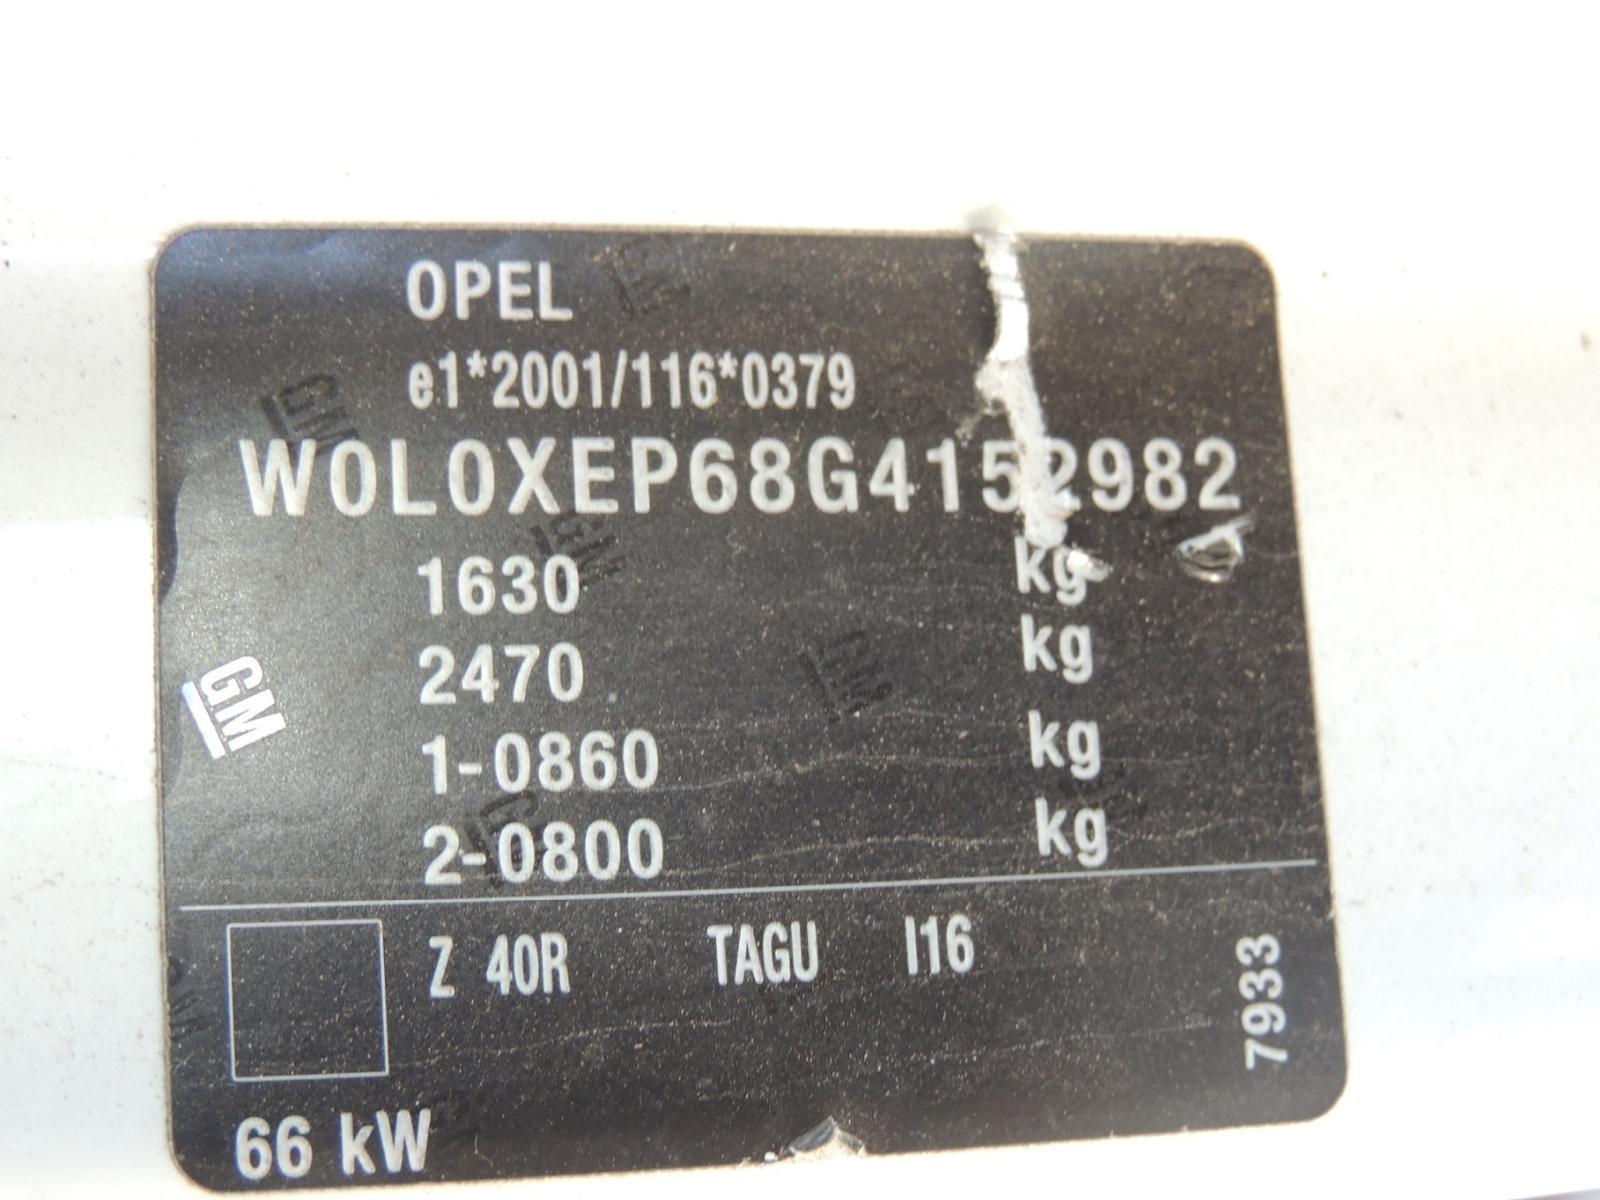 OPEL
e1*2001/116*0379
W0L0XEP68G4152982
1630 kg
2470 kg
1-0860 kg
2-0800 kg
GM
Z 40R TAGU I16
7933
66 kW